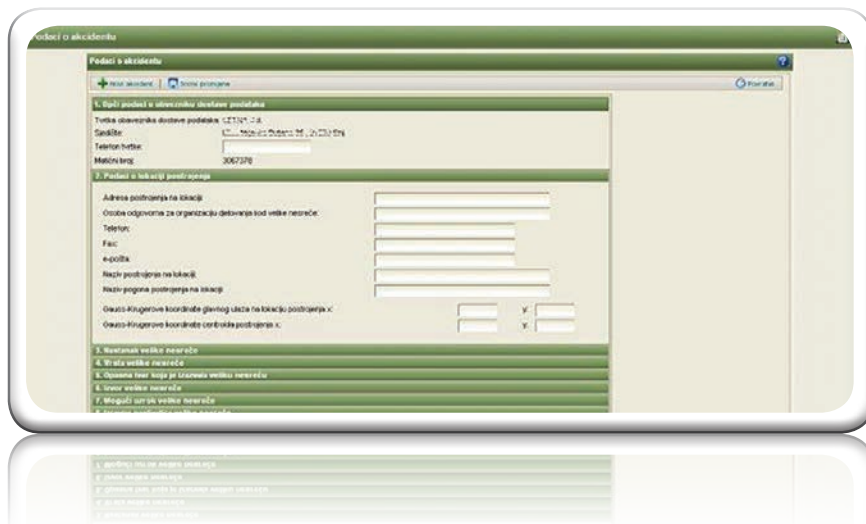 Podaci o akcidentu
Podaci o akcidentu
Novi akcident | Snimi promjene
Povratak
1. Opći podaci o obvezniku dostave podataka
Tvrtka obveznika dostave podataka:
Sjedište:
Telefon tvrtke:
Matični broj: 3067378
2. Podaci o lokaciji postrojenja
Adresa postrojenja na lokaciji:
Osoba odgovorna za organizaciju djelovanja kod velike nesreće:
Telefon:
Fax:
e-pošta:
Naziv postrojenja na lokaciji:
Naziv pogona postrojenja na lokaciji:
Gauss-Krugerove koordinate glavnog ulaza na lokaciju postrojenja x: y:
Gauss-Krugerove koordinate centroida postrojenja x: y:
3. Nastanak velike nesreće
4. Vrsta velike nesreće
5. Opasna tvar koja je izazvala veliku nesreću
6. Izvor velike nesreće
7. Mogući uzrok velike nesreće